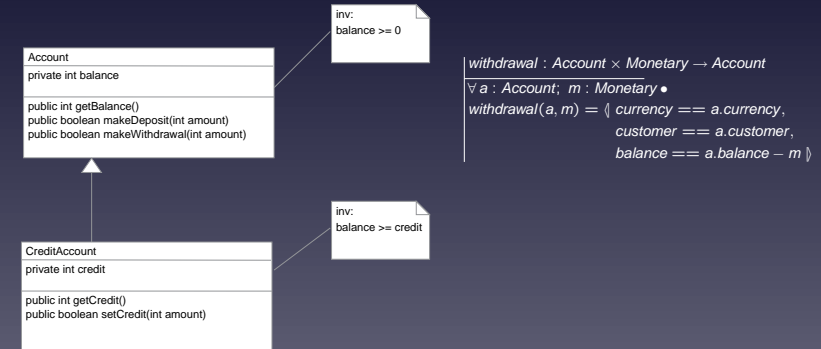 inv:
balance >= 0
Account
private int balance
public int getBalance()
public boolean makeDeposit(int amount)
public boolean makeWithdrawal(int amount)
withdrawal : Account × Monetary → Account
∀ a : Account; m : Monetary •
withdrawal(a, m) = ⦉ currency == a.currency,
customer == a.customer,
balance == a.balance − m ⦊
inv:
balance >= credit
CreditAccount
private int credit
public int getCredit()
public boolean setCredit(int amount)